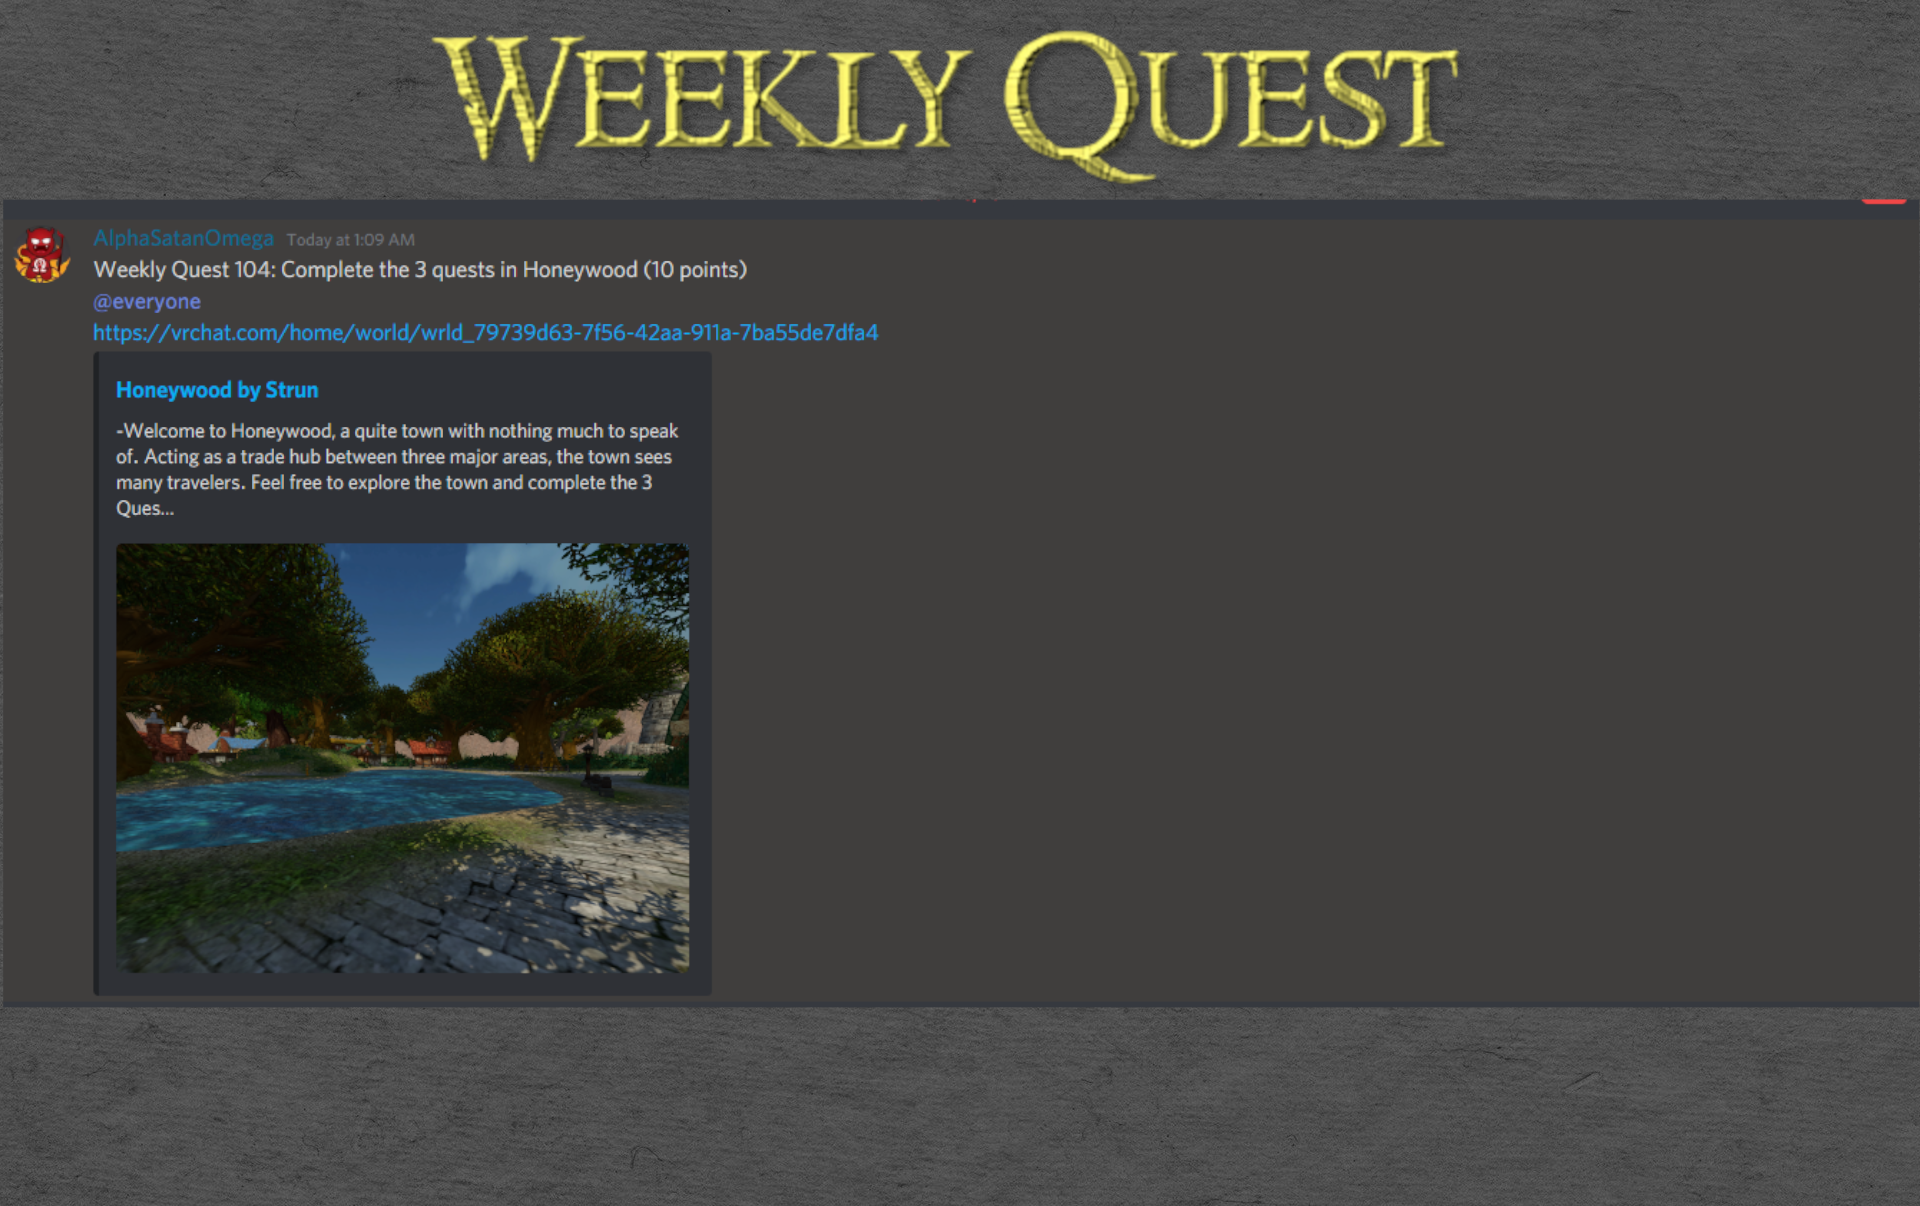 WEEKLY QUEST
AlphaSatanOmega Today at 1:09 AM
Weekly Quest 104: Complete the 3 quests in Honeywood (10 points)
@everyone
https://vrchat.com/home/world/wrld_79739d63-7f56-42aa-911a-7ba55de7dfa4
Honeywood by Strun
-Welcome to Honeywood, a quite town with nothing much to speak
of. Acting as a trade hub between three major areas, the town sees
many travelers. Feel free to explore the town and complete the 3
Ques...